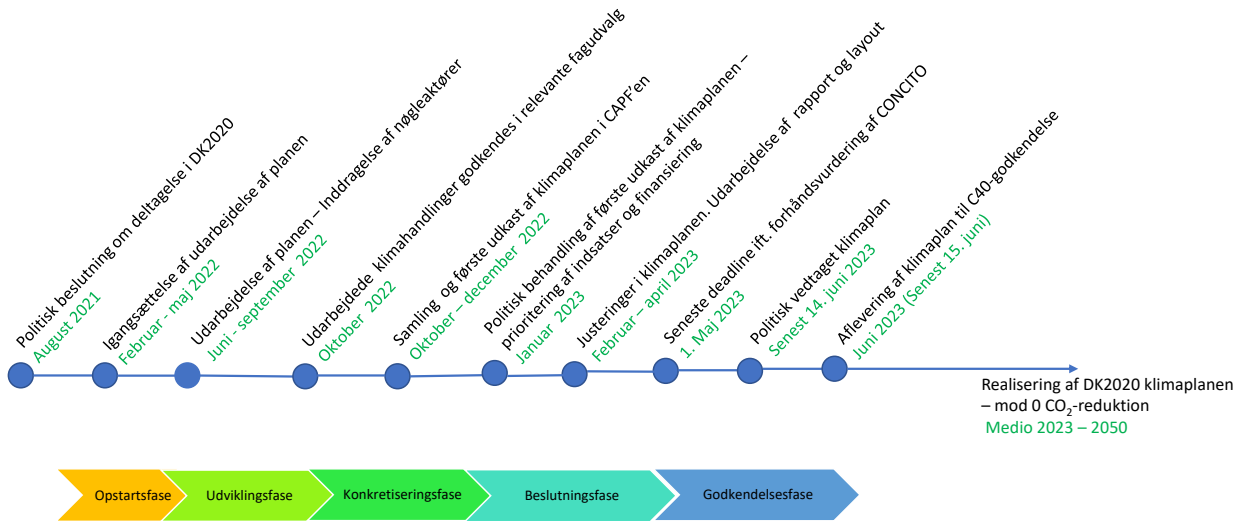 Politisk beslutning om deltagelse i DK2020
August 2021
Igangsættelse af udarbejdelse af planen
Februar - maj 2022
Udarbejdelse af planen – Inddragelse af nøgleaktører
Juni - september 2022
Udarbejdede klimahandlinger godkendes i relevante fagudvalg
Oktober 2022
Samling og første udkast af klimaplanen i CAPF'en
Oktober – december 2022
Politisk behandling af første udkast af klimaplanen –
prioritering af indsatser og finansiering
Januar 2023
Justeringer i klimaplanen. Udarbejdelse af rapport og layout
Februar – april 2023
Seneste deadline ift. forhåndsvurdering af CONCITO
1. Maj 2023
Politisk vedtaget klimaplan
Senest 14. juni 2023
Aflevering af klimaplan til C40-godkendelse
Juni 2023 (Senest 15. juni)
Realisering af DK2020 klimaplanen
– mod 0 CO₂-reduktion
Medio 2023 – 2050
Opstartsfase
Udviklingsfase
Konkretiseringsfase
Beslutningsfase
Godkendelsesfase